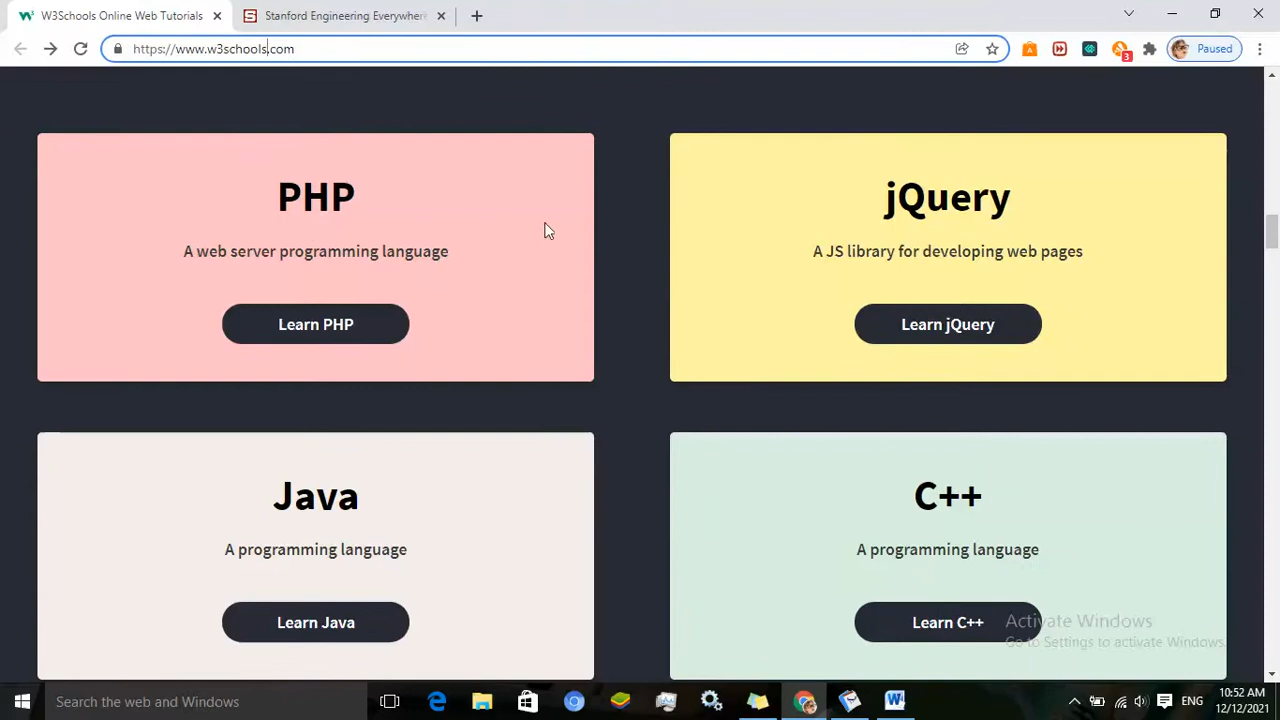 W3Schools Online Web Tutorials
Stanford Engineering Everywher
https://www.w3schools.com
3
Paused
PHP
A web server programming language
Learn PHP
jQuery
A JS library for developing web pages
Learn jQuery
Java
A programming language
Learn Java
C++
A programming language
Learn C++
Activate Windows
Go to Settings to activate Windows.
Search the web and Windows
ENG
10:52 AM
12/12/2021